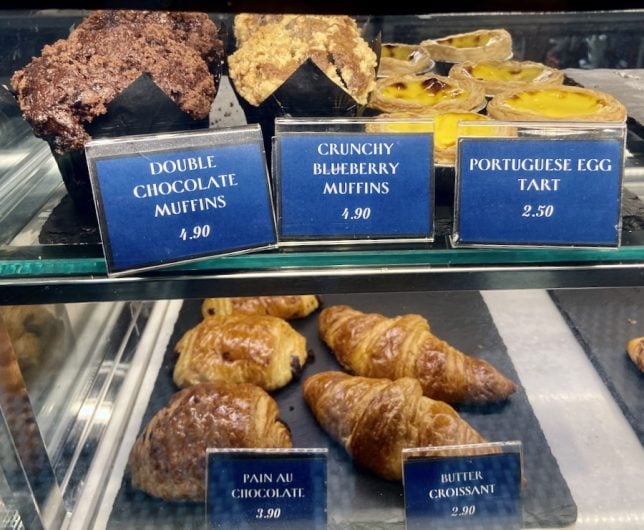 DOUBLE
CHOCOLATE
MUFFINS
4.90
CRUNCHY
BLUEBERRY
MUFFINS
4.90
PORTUGUESE EGG
TART
2.50
PAIN AU
CHOCOLATE
3.90
BUTTER
CROISSANT
2.90